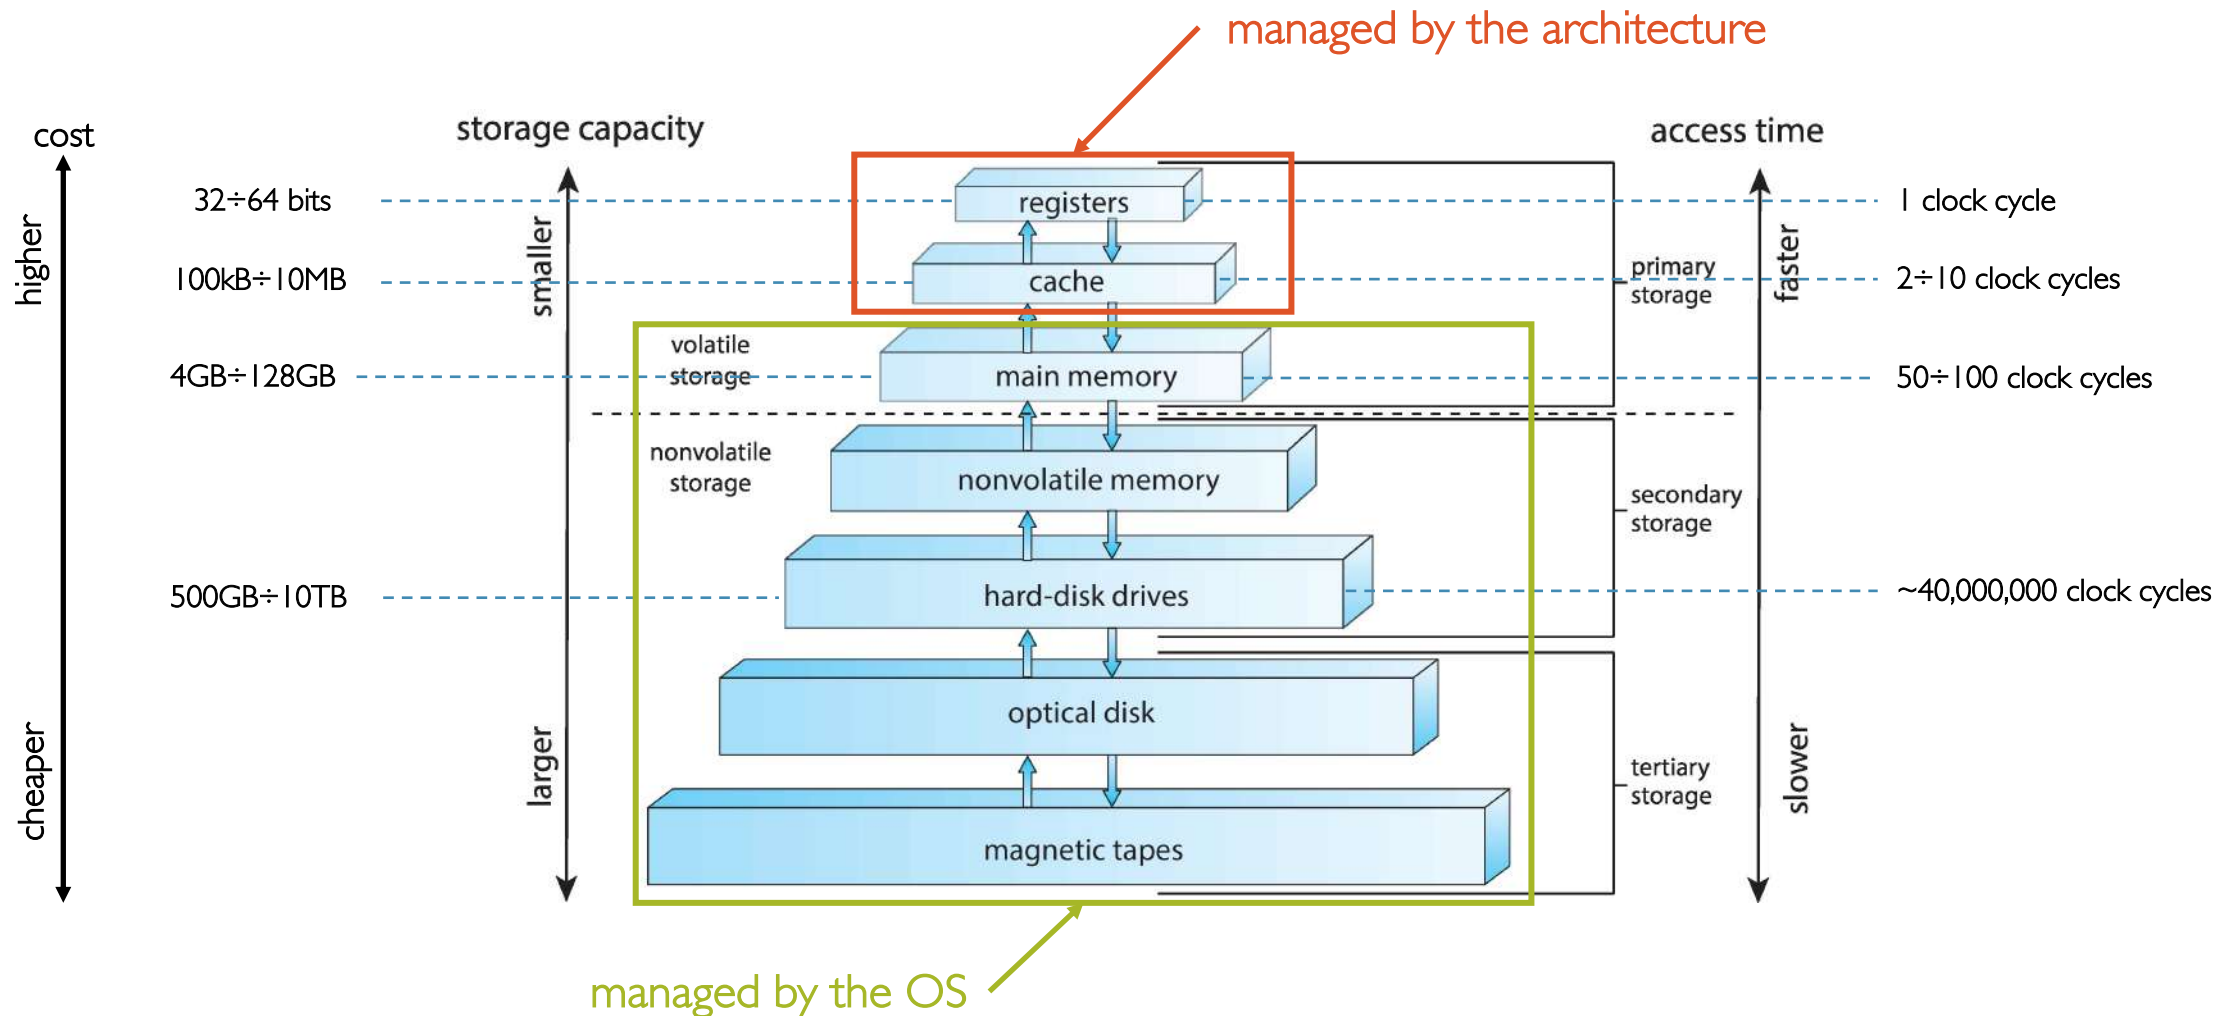 managed by the architecture
cost
storage capacity
access time
higher
cheaper
32÷64 bits
100kB÷10MB
4GB÷128GB
500GB÷10TB
smaller
larger
registers
cache
volatile
storage
main memory
nonvolatile
storage
nonvolatile memory
hard-disk drives
optical disk
magnetic tapes
primary
storage
secondary
storage
tertiary
storage
faster
slower
1 clock cycle
2÷10 clock cycles
50÷100 clock cycles
~40,000,000 clock cycles
managed by the OS